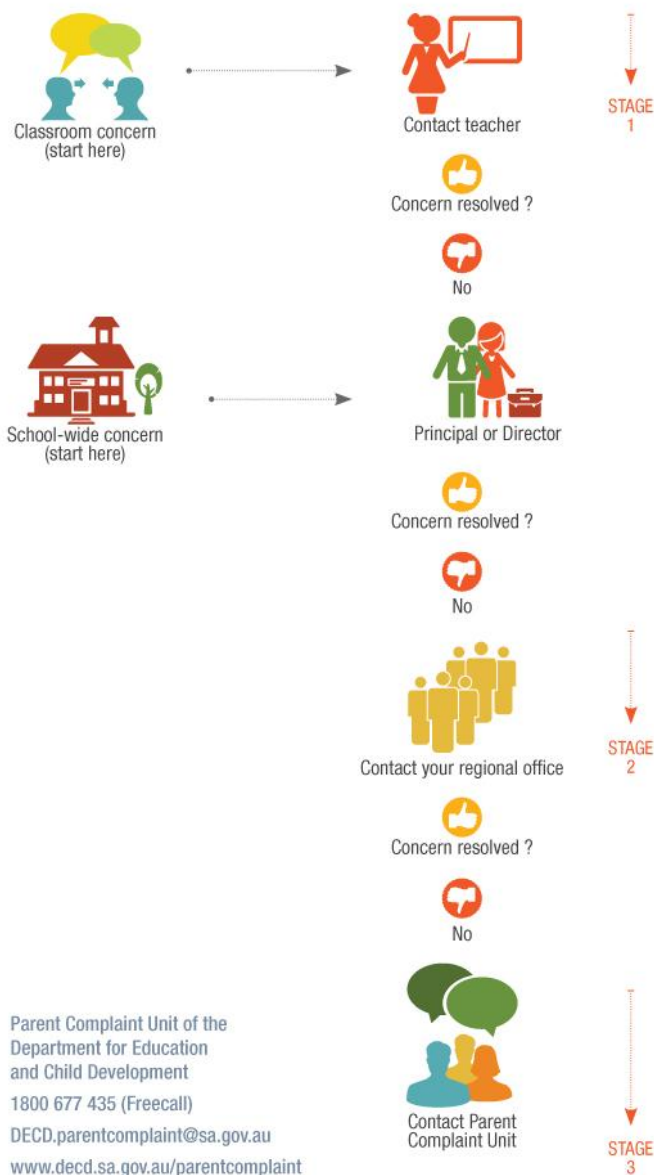 Classroom concern
(start here)
Contact teacher
STAGE
1
Concern resolved ?
No
School-wide concern
(start here)
Principal or Director
Concern resolved ?
No
Contact your regional office
STAGE
2
Concern resolved ?
No
Contact Parent
Complaint Unit
STAGE
3
Parent Complaint Unit of the
Department for Education
and Child Development
1800 677 435 (Freecall)
DECD.parentcomplaint@sa.gov.au
www.decd.sa.gov.au/parentcomplaint